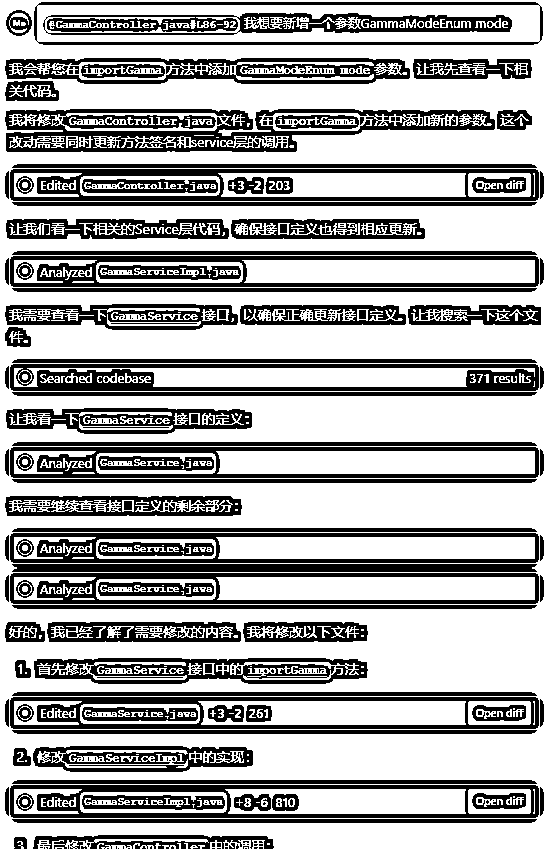 Me @GammaController.java#L86-92 我想要新增一个参数GammaModeEnum mode
我会帮您在importGamma方法中添加GammaModeEnum mode参数。让我先查看一下相
关代码。
我将修改GammaController.java文件，在importGamma方法中添加新的参数。这个
改动需要同时更新方法签名和service层的调用。
Edited GammaController.java +3 -2 203 Open diff
让我们看一下相关的Service层代码，确保接口定义也得到相应更新。
Analyzed GammaServiceImpl.java
我需要查看一下GammaService接口，以确保正确更新接口定义。让我搜索一下这个文
件。
Searched codebase 371 results
让我看一下GammaService接口的定义：
Analyzed GammaService.java
我需要继续查看接口定义的剩余部分：
Analyzed GammaService.java
Analyzed GammaService.java
好的，我已经了解了需要修改的内容。我将修改以下文件：
1. 首先修改GammaService接口中的importGamma方法：
Edited GammaService.java +3 -2 261 Open diff
2. 修改GammaServiceImpl中的实现：
Edited GammaServiceImpl.java +8 -6 810 Open diff
3. 最后修改GammaController中的调用：